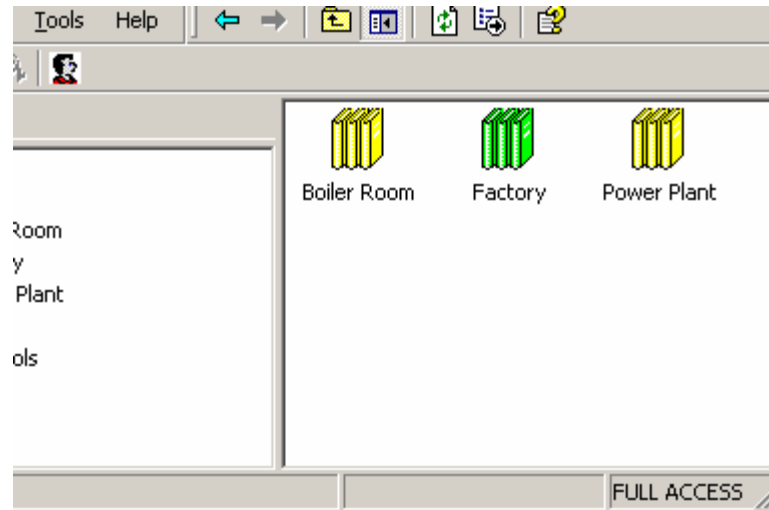 Tools Help
Boiler Room Factory Power Plant
Room
y
Plant
ols
FULL ACCESS